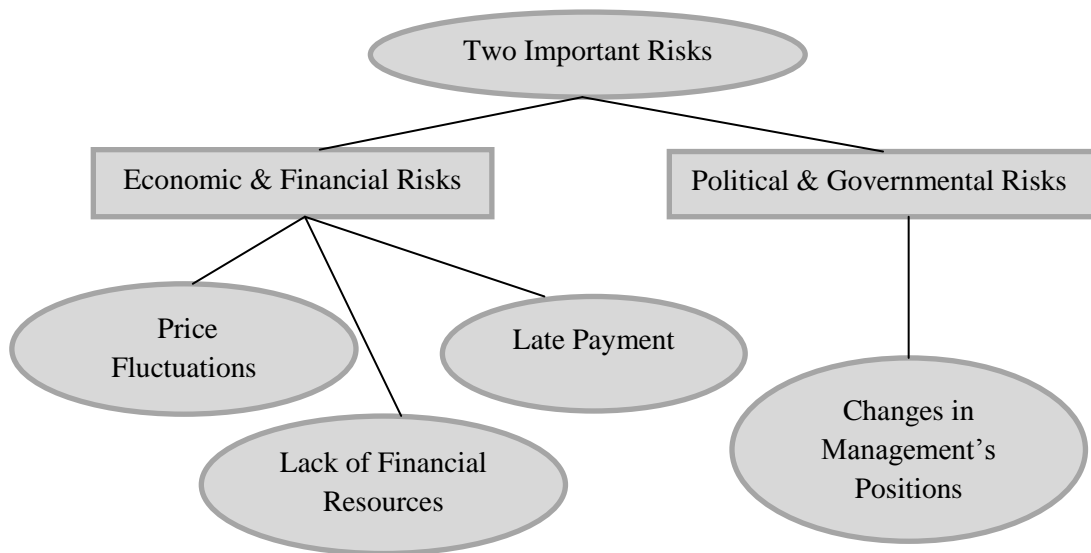 Two Important Risks
Economic & Financial Risks
Political & Governmental Risks
Price
Fluctuations
Late Payment
Lack of Financial
Resources
Changes in
Management’s
Positions